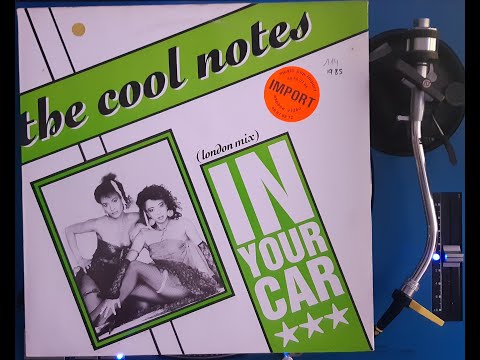 the cool notes
IMPORT
1985
(london mix)
IN
YOUR
CAR